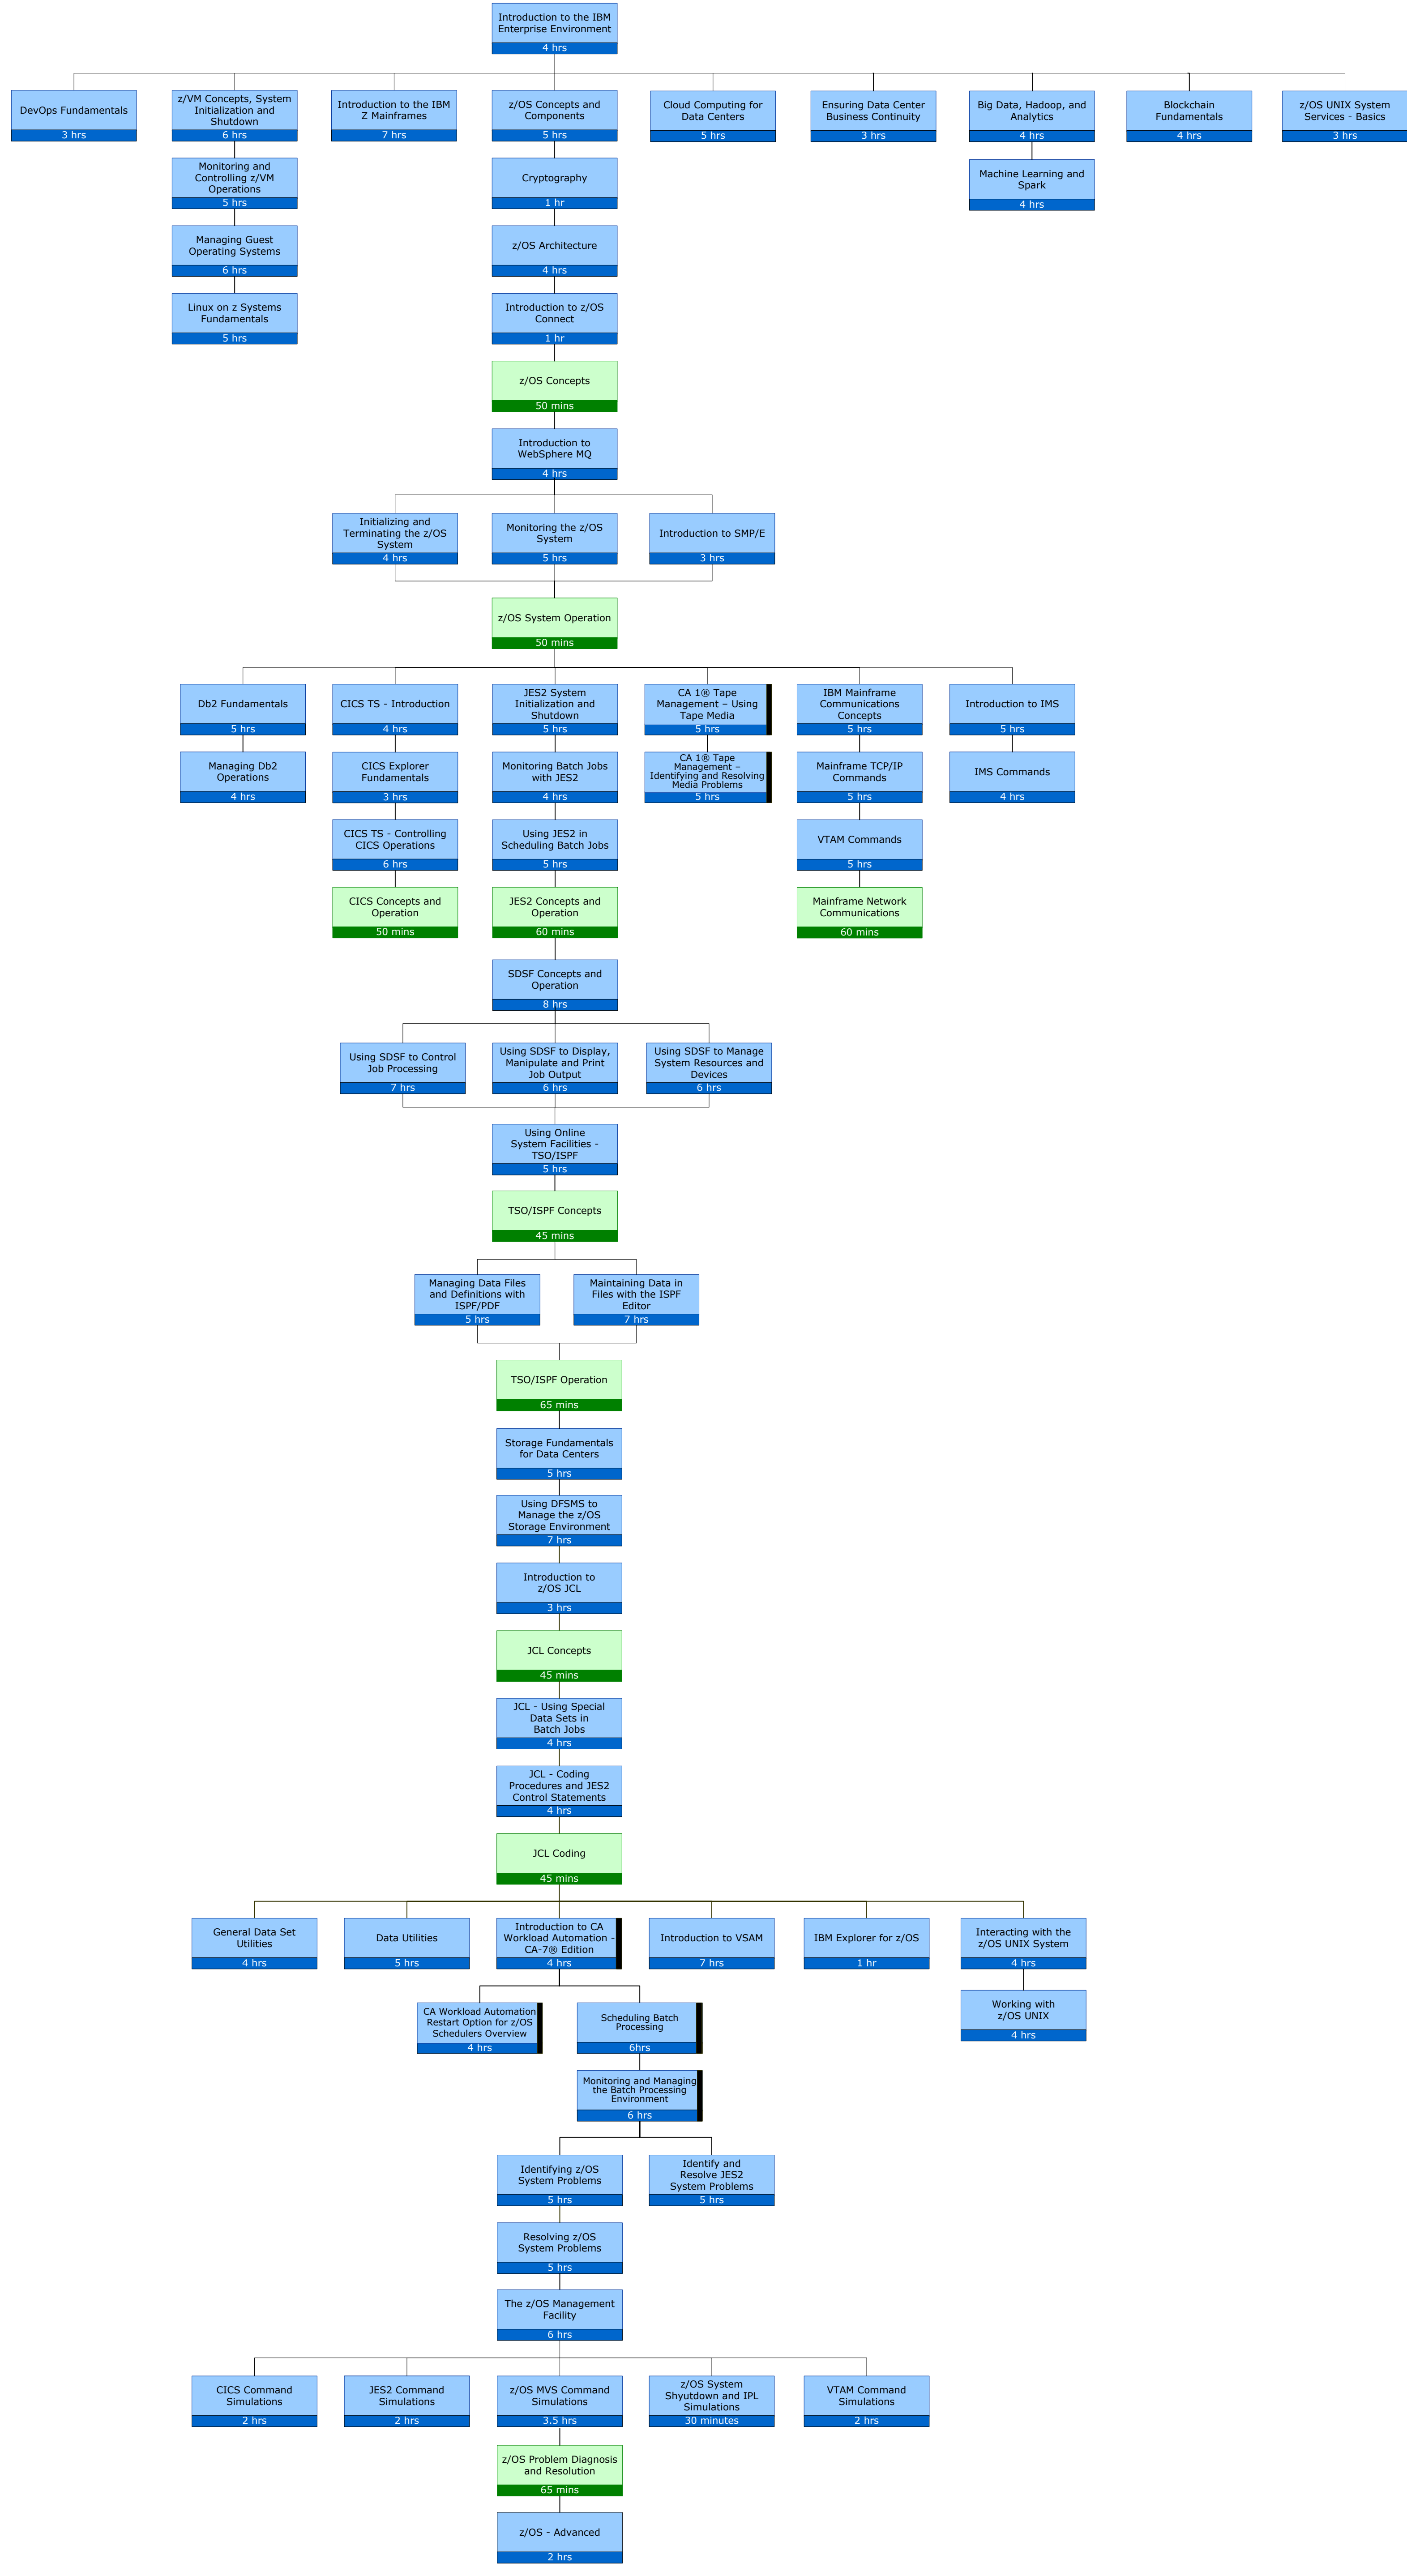 Introduction to the IBM
Enterprise Environment
4 hrs
DevOps Fundamentals
3 hrs
z/VM Concepts, System
Initialization and
Shutdown
6 hrs
Introduction to the IBM
Z Mainframes
7 hrs
z/OS Concepts and
Components
5 hrs
Cloud Computing for
Data Centers
5 hrs
Ensuring Data Center
Business Continuity
3 hrs
Big Data, Hadoop, and
Analytics
4 hrs
Blockchain
Fundamentals
4 hrs
z/OS UNIX System
Services - Basics
3 hrs
Monitoring and
Controlling z/VM
Operations
5 hrs
Cryptography
1 hr
Machine Learning and
Spark
4 hrs
Managing Guest
Operating Systems
6 hrs
z/OS Architecture
4 hrs
Linux on z Systems
Fundamentals
5 hrs
Introduction to z/OS
Connect
1 hr
z/OS Concepts
50 mins
Introduction to
WebSphere MQ
4 hrs
Initializing and
Terminating the z/OS
System
4 hrs
Monitoring the z/OS
System
5 hrs
Introduction to SMP/E
3 hrs
z/OS System Operation
50 mins
Db2 Fundamentals
5 hrs
CICS TS - Introduction
4 hrs
JES2 System
Initialization and
Shutdown
5 hrs
CA 1® Tape
Management – Using
Tape Media
5 hrs
IBM Mainframe
Communications
Concepts
5 hrs
Introduction to IMS
5 hrs
Managing Db2
Operations
4 hrs
CICS Explorer
Fundamentals
3 hrs
Monitoring Batch Jobs
with JES2
4 hrs
CA 1® Tape
Management –
Identifying and Resolving
Media Problems
5 hrs
Mainframe TCP/IP
Commands
5 hrs
IMS Commands
4 hrs
CICS TS - Controlling
CICS Operations
6 hrs
Using JES2 in
Scheduling Batch Jobs
5 hrs
VTAM Commands
5 hrs
CICS Concepts and
Operation
50 mins
JES2 Concepts and
Operation
60 mins
Mainframe Network
Communications
60 mins
SDSF Concepts and
Operation
8 hrs
Using SDSF to Control
Job Processing
7 hrs
Using SDSF to Display,
Manipulate and Print
Job Output
6 hrs
Using SDSF to Manage
System Resources and
Devices
6 hrs
Using Online
System Facilities -
TSO/ISPF
5 hrs
TSO/ISPF Concepts
45 mins
Managing Data Files
and Definitions with
ISPF/PDF
5 hrs
Maintaining Data in
Files with the ISPF
Editor
7 hrs
TSO/ISPF Operation
65 mins
Storage Fundamentals
for Data Centers
5 hrs
Using DFSMS to
Manage the z/OS
Storage Environment
7 hrs
Introduction to
z/OS JCL
3 hrs
JCL Concepts
45 mins
JCL - Using Special
Data Sets in
Batch Jobs
4 hrs
JCL - Coding
Procedures and JES2
Control Statements
4 hrs
JCL Coding
45 mins
General Data Set
Utilities
4 hrs
Data Utilities
5 hrs
Introduction to CA
Workload Automation -
CA-7® Edition
4 hrs
Introduction to VSAM
7 hrs
IBM Explorer for z/OS
1 hr
Interacting with the
z/OS UNIX System
4 hrs
CA Workload Automation
Restart Option for z/OS
Schedulers Overview
4 hrs
Scheduling Batch
Processing
6hrs
Working with
z/OS UNIX
4 hrs
Monitoring and Managing
the Batch Processing
Environment
6 hrs
Identifying z/OS
System Problems
5 hrs
Identify and
Resolve JES2
System Problems
5 hrs
Resolving z/OS
System Problems
5 hrs
The z/OS Management
Facility
6 hrs
CICS Command
Simulations
2 hrs
JES2 Command
Simulations
2 hrs
z/OS MVS Command
Simulations
3.5 hrs
z/OS System
Shyutdown and IPL
Simulations
30 minutes
VTAM Command
Simulations
2 hrs
z/OS Problem Diagnosis
and Resolution
65 mins
z/OS - Advanced
2 hrs